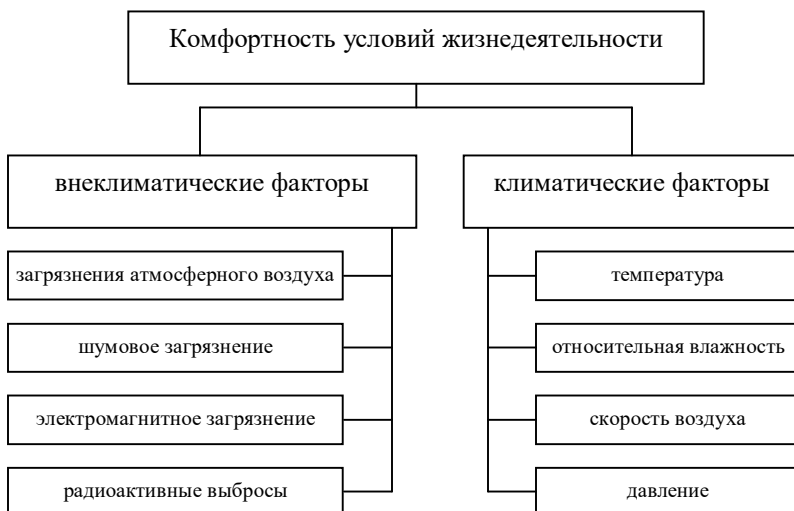 Комфортность условий жизнедеятельности
внеклиматические факторы
загрязнения атмосферного воздуха
шумовое загрязнение
электромагнитное загрязнение
радиоактивные выбросы
климатические факторы
температура
относительная влажность
скорость воздуха
давление